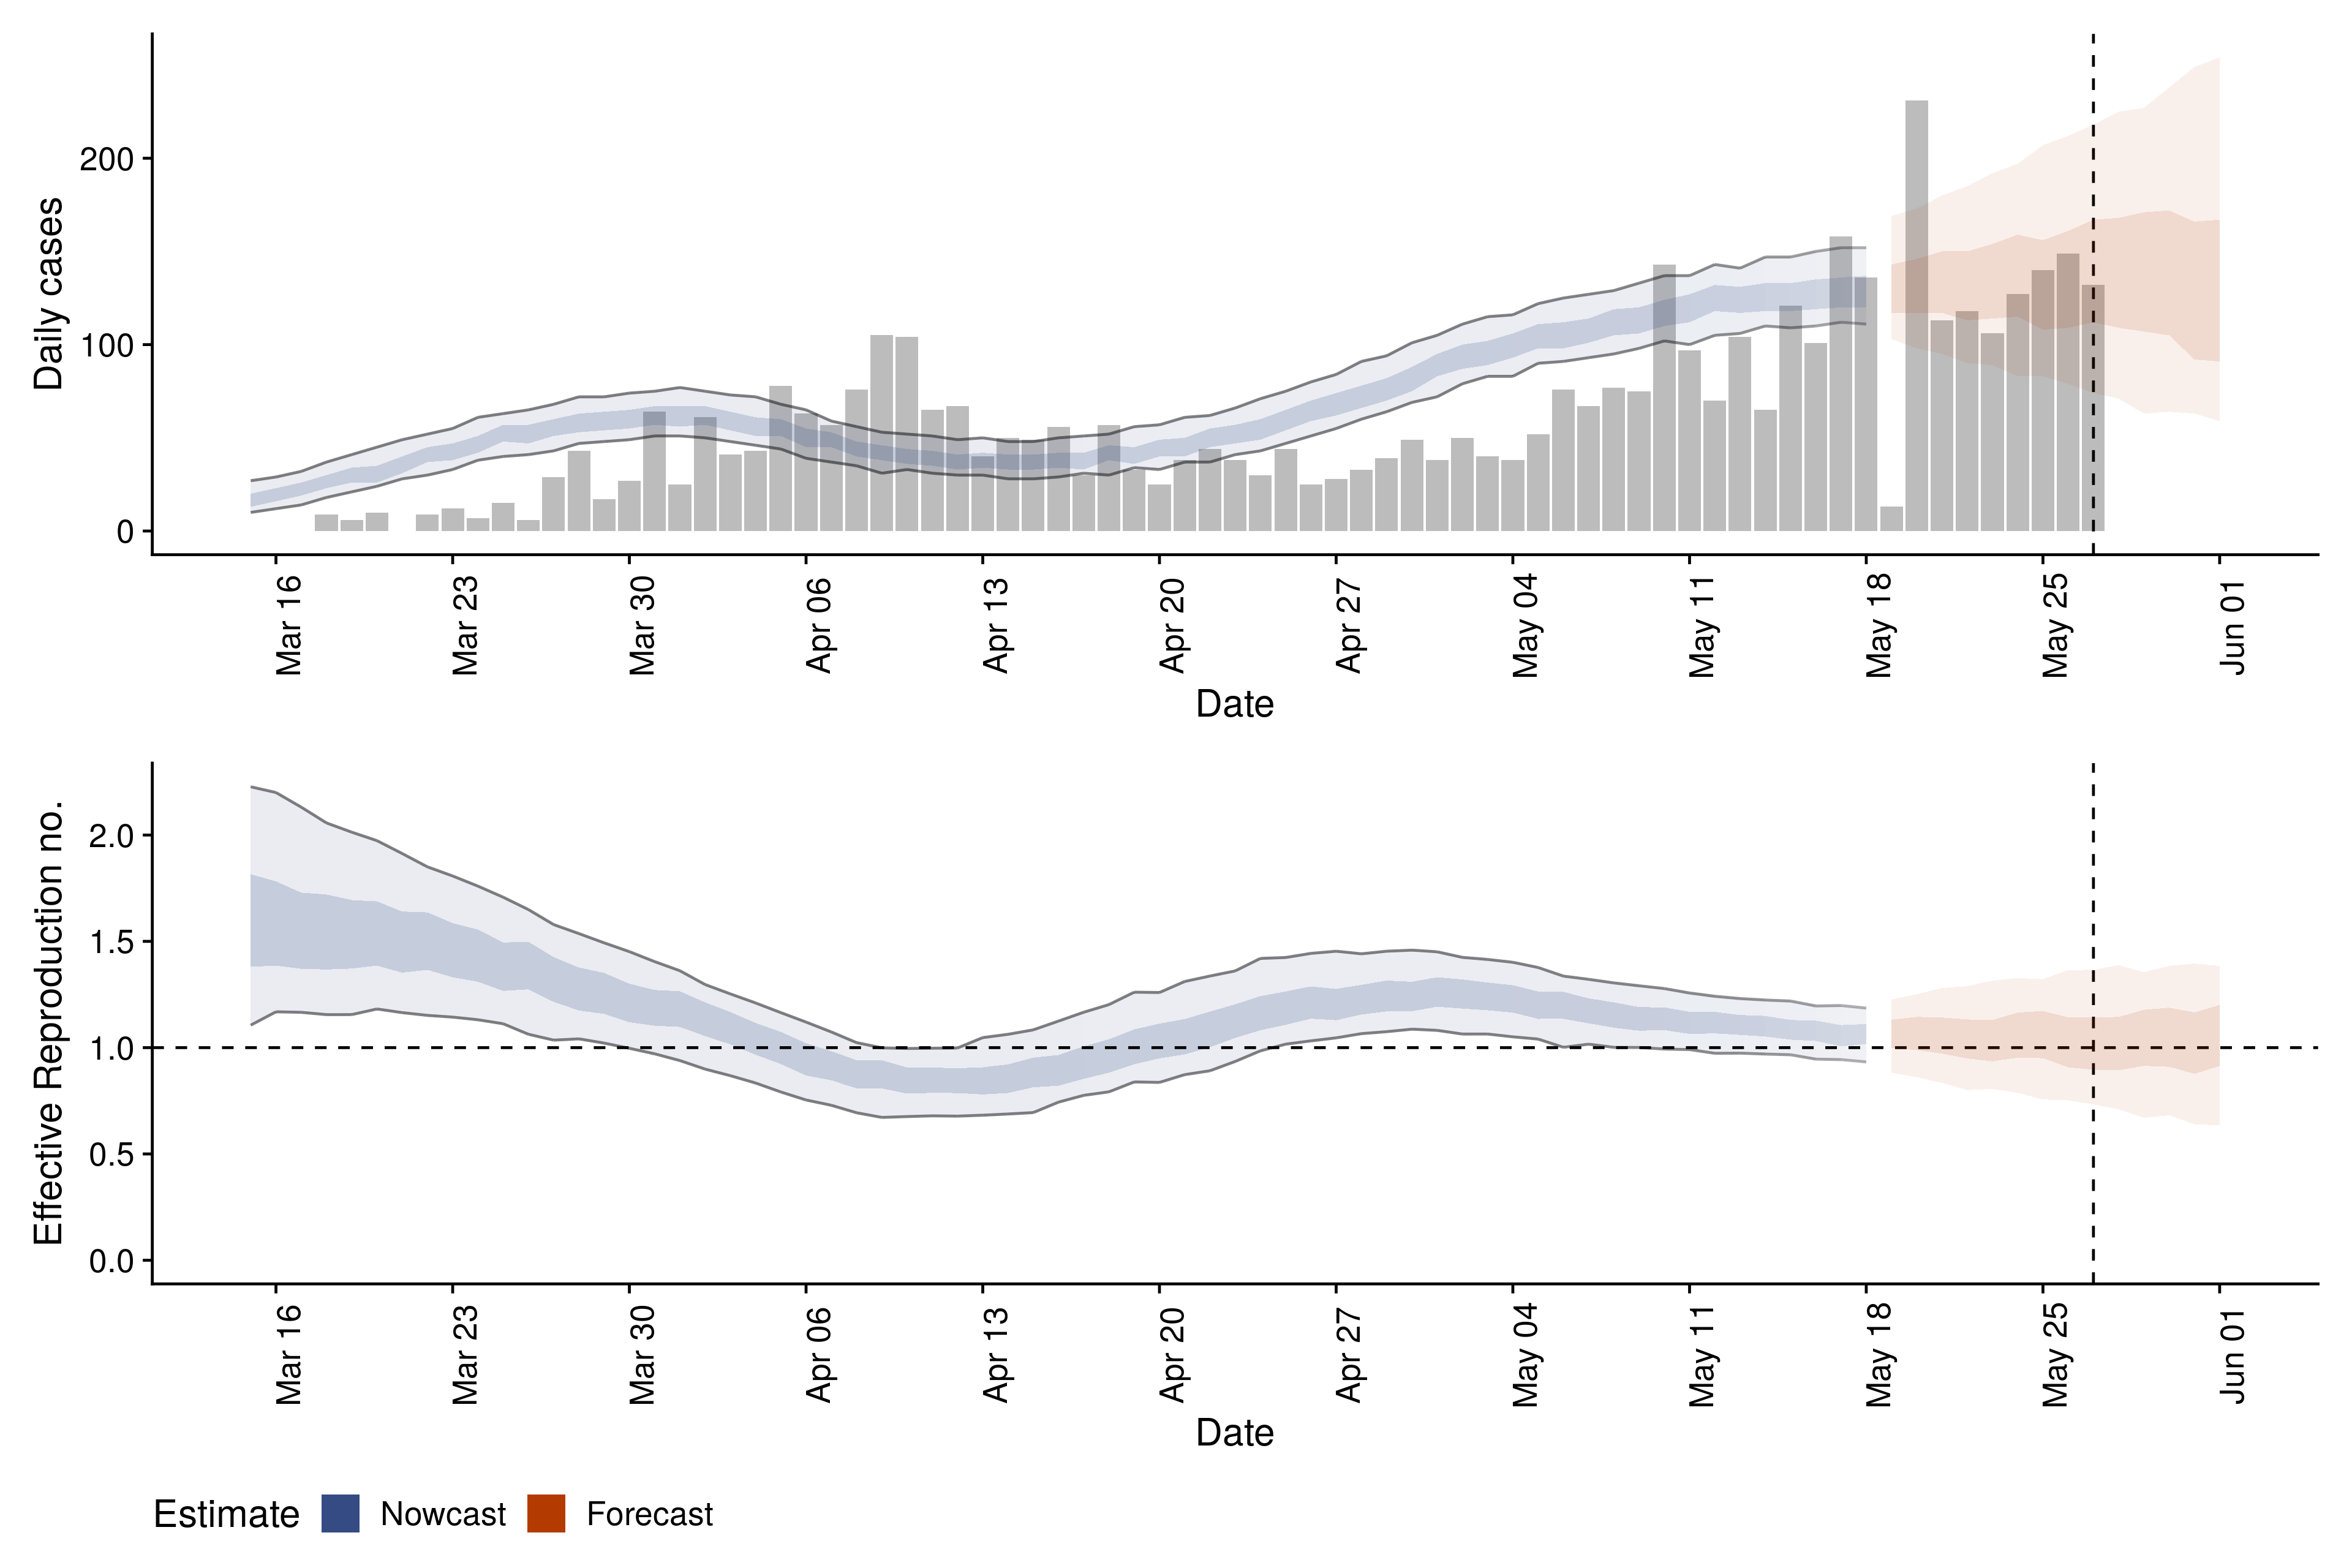 Daily cases
200
100
0
Mar 16
Mar 23
Mar 30
Apr 06
Apr 13
Apr 20
Apr 27
May 04
May 11
May 18
May 25
Jun 01
Date
Effective Reproduction no.
2.0
1.5
1.0
0.5
0.0
Mar 16
Mar 23
Mar 30
Apr 06
Apr 13
Apr 20
Apr 27
May 04
May 11
May 18
May 25
Jun 01
Date
Estimate Nowcast Forecast